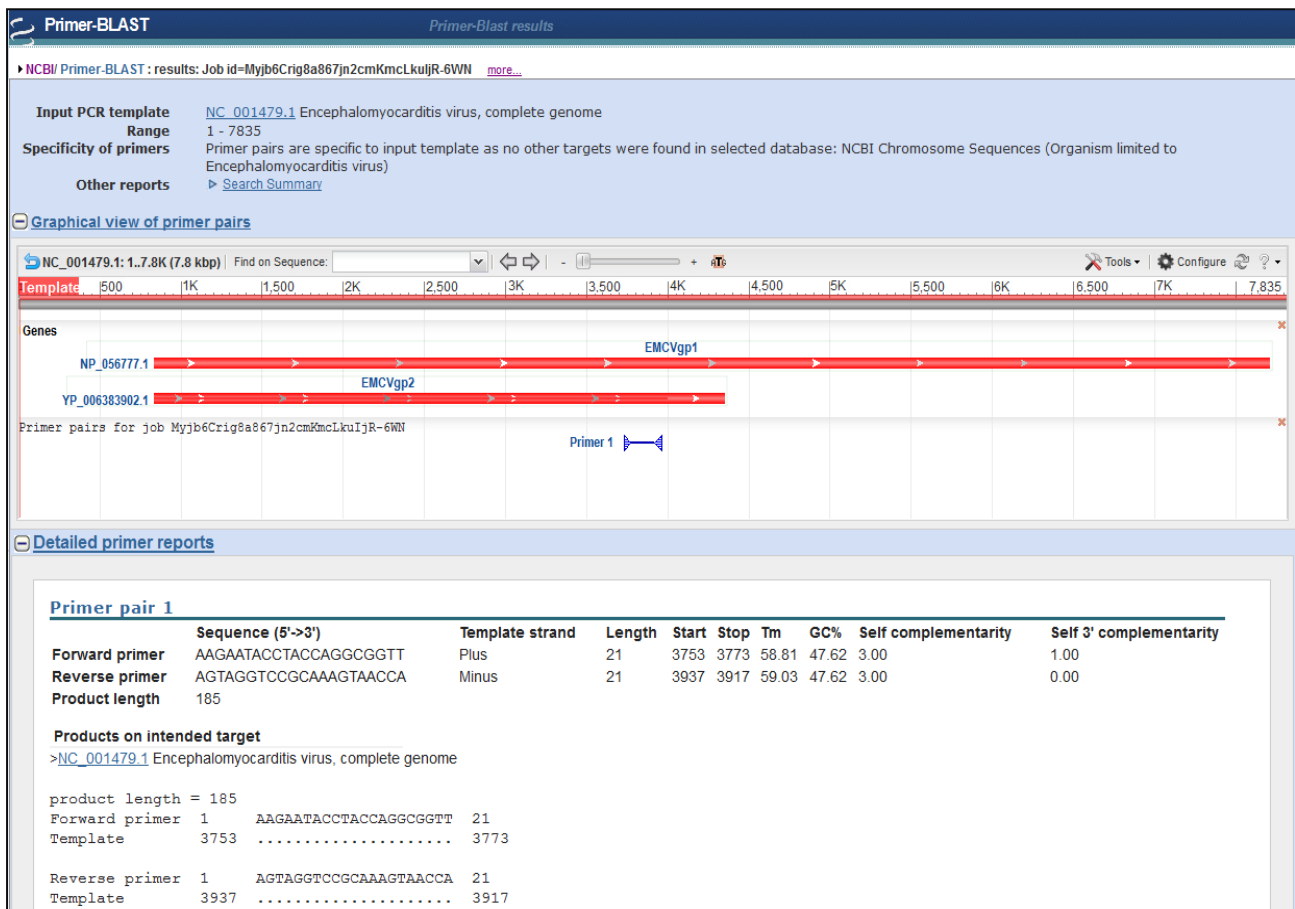 Primer-BLAST Primer-Blast results
NCBI/ Primer-BLAST : results: Job id=Myjb6Crig8a867jn2cmKmcLkuIjR-6WN more...
Input PCR template NC_001479.1 Encephalomyocarditis virus, complete genome
Range 1 - 7835
Specificity of primers Primer pairs are specific to input template as no other targets were found in selected database: NCBI Chromosome Sequences (Organism limited to
Encephalomyocarditis virus)
Other reports Search Summary
Graphical view of primer pairs
NC_001479.1: 1..7.8K (7.8 kbp) Find on Sequence: - + ATG Tools Configure ?
Template 500 1K 1,500 2K 2,500 3K 3,500 4K 4,500 5K 5,500 6K 6,500 7K 7,835
Genes
EMCVgp1
NP_056777.1
EMCVgp2
YP_006383902.1
Primer pairs for job Myjb6Crig8a867jn2cmKmcLkuIjR-6WN
Primer 1
Detailed primer reports
Primer pair 1
Sequence (5'->3') Template strand Length Start Stop Tm GC% Self complementarity Self 3' complementarity
Forward primer AAGAATACCTACCAGGCGGTT Plus 21 3753 3773 58.81 47.62 3.00 1.00
Reverse primer AGTAGGTCCGCAAAGTAACCA Minus 21 3937 3917 59.03 47.62 3.00 0.00
Product length 185
Products on intended target
>NC_001479.1 Encephalomyocarditis virus, complete genome
product length = 185
Forward primer 1 AAGAATACCTACCAGGCGGTT 21
Template 3753 ..................... 3773
Reverse primer 1 AGTAGGTCCGCAAAGTAACCA 21
Template 3937 ..................... 3917